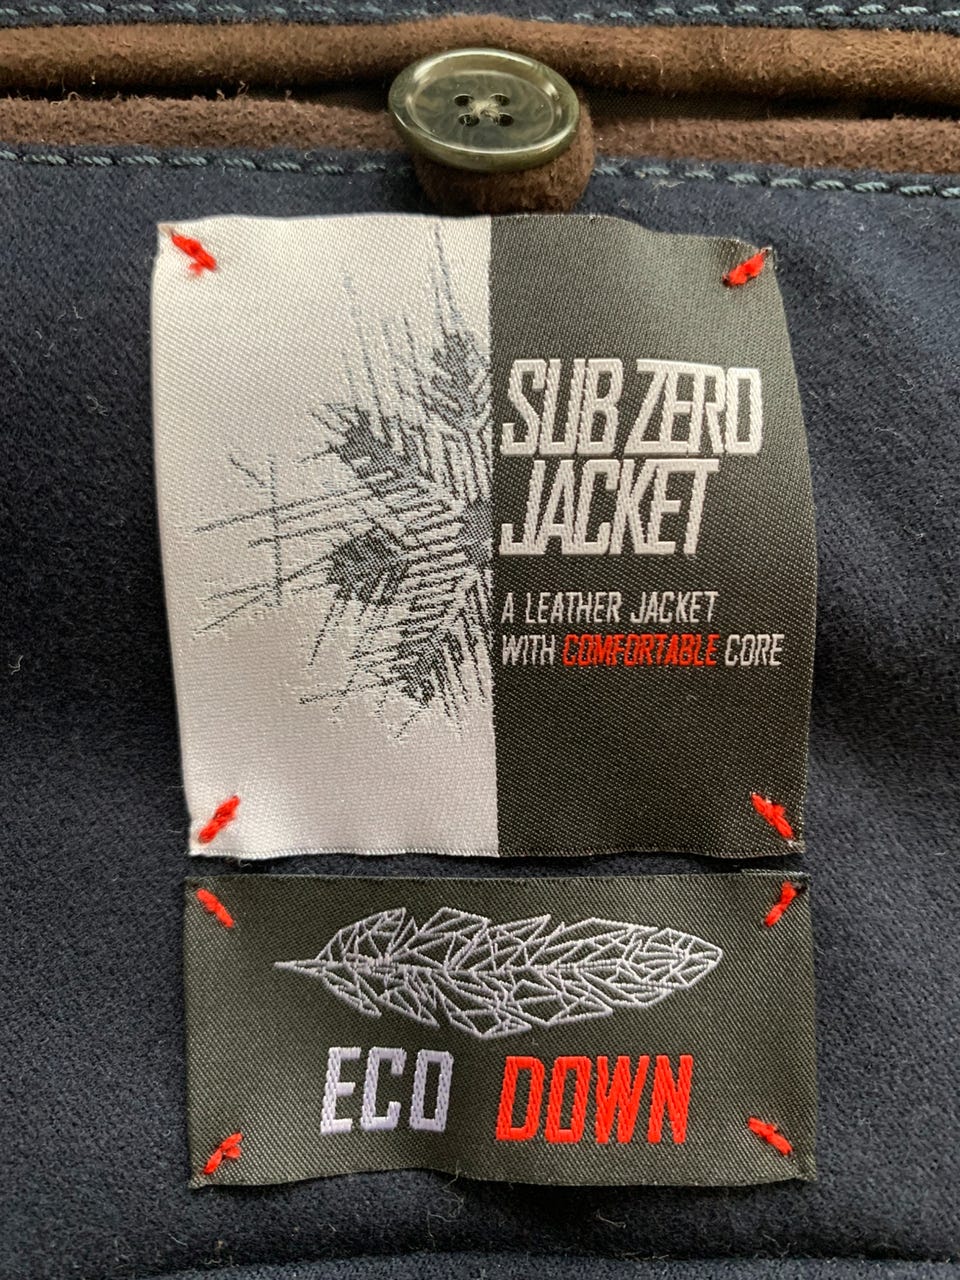 SUB ZERO
JACKET
A LEATHER JACKET
WITH COMFORTABLE CORE
ECO DOWN